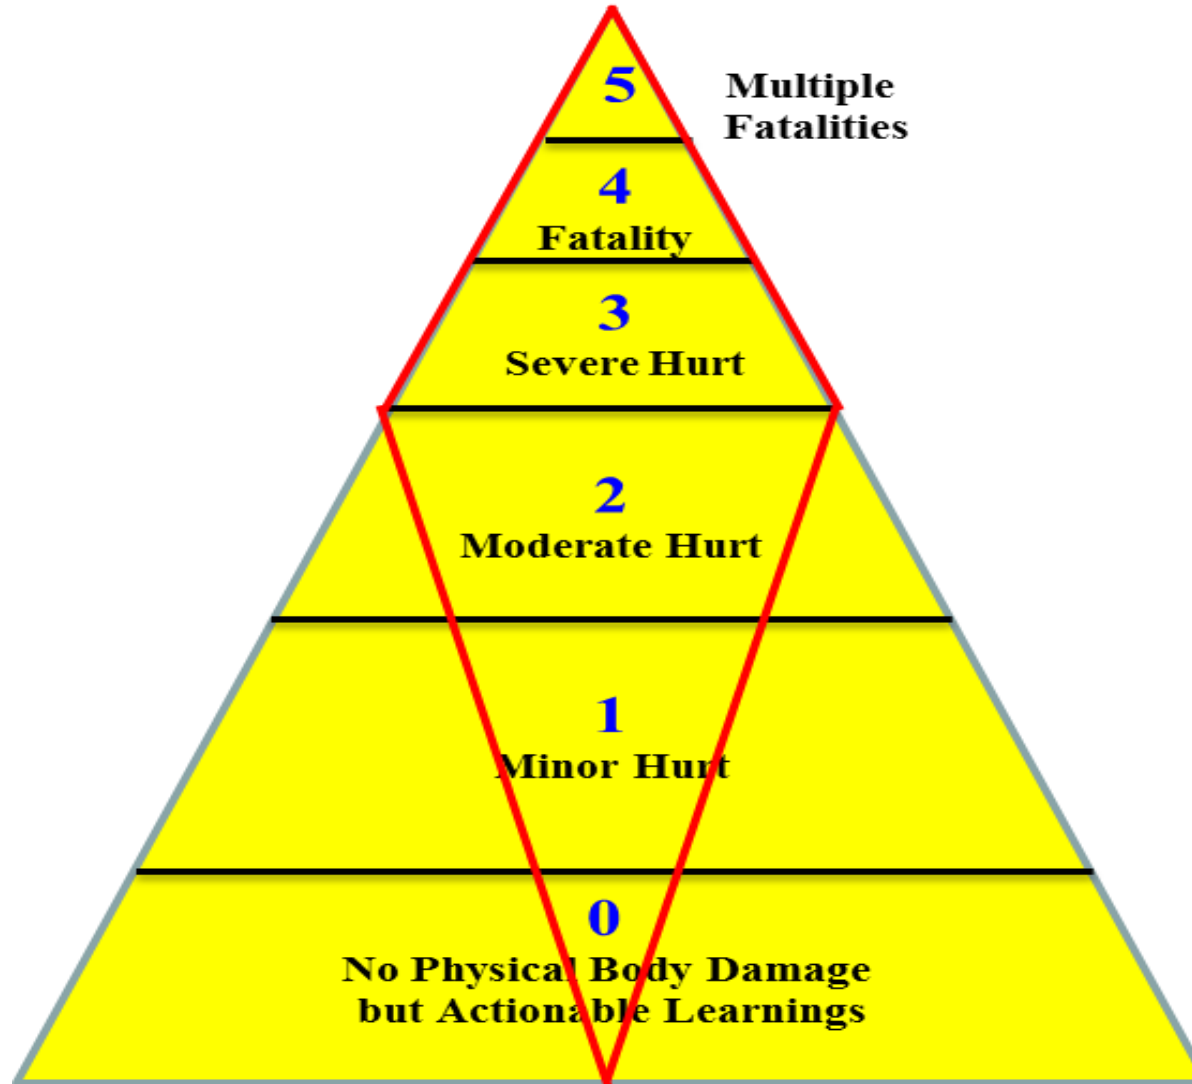 5
Multiple
Fatalities
4
Fatality
3
Severe Hurt
2
Moderate Hurt
1
Minor Hurt
0
No Physical Body Damage
but Actionable Learnings